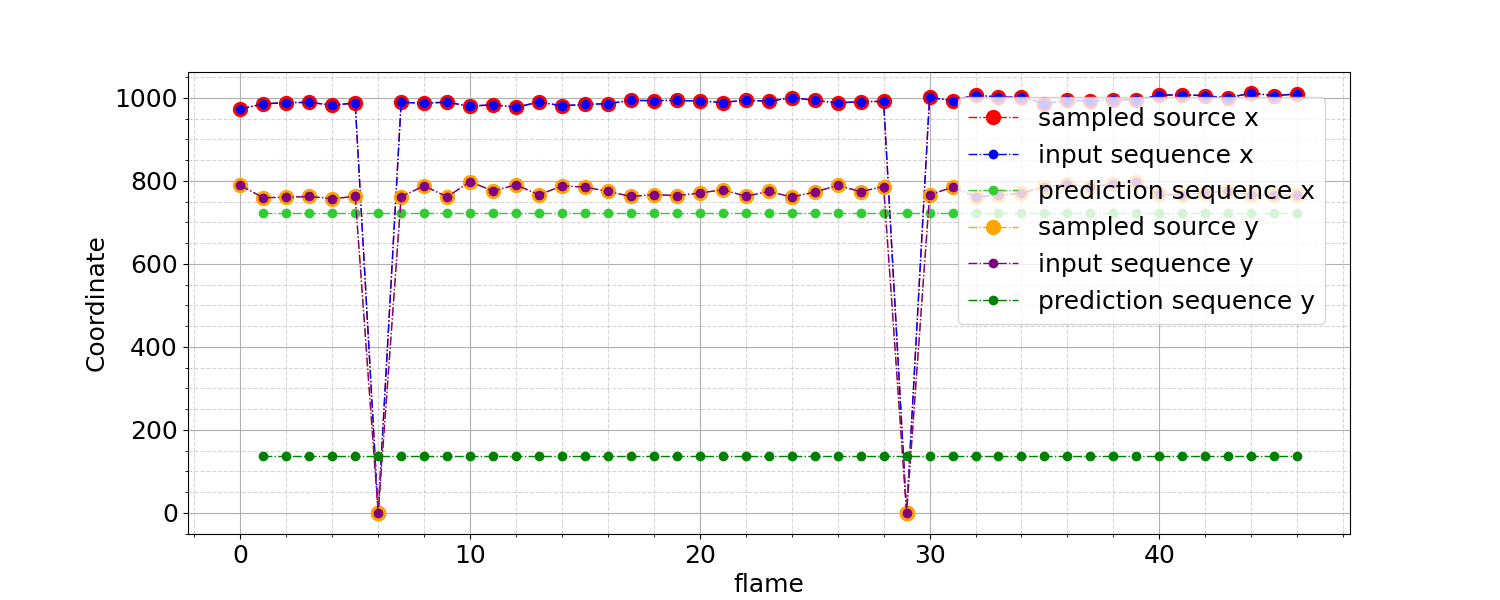 1000
800
600
400
200
0
Coordinate
sampled source x
input sequence x
prediction sequence x
sampled source y
input sequence y
prediction sequence y
0 10 20 30 40
flame